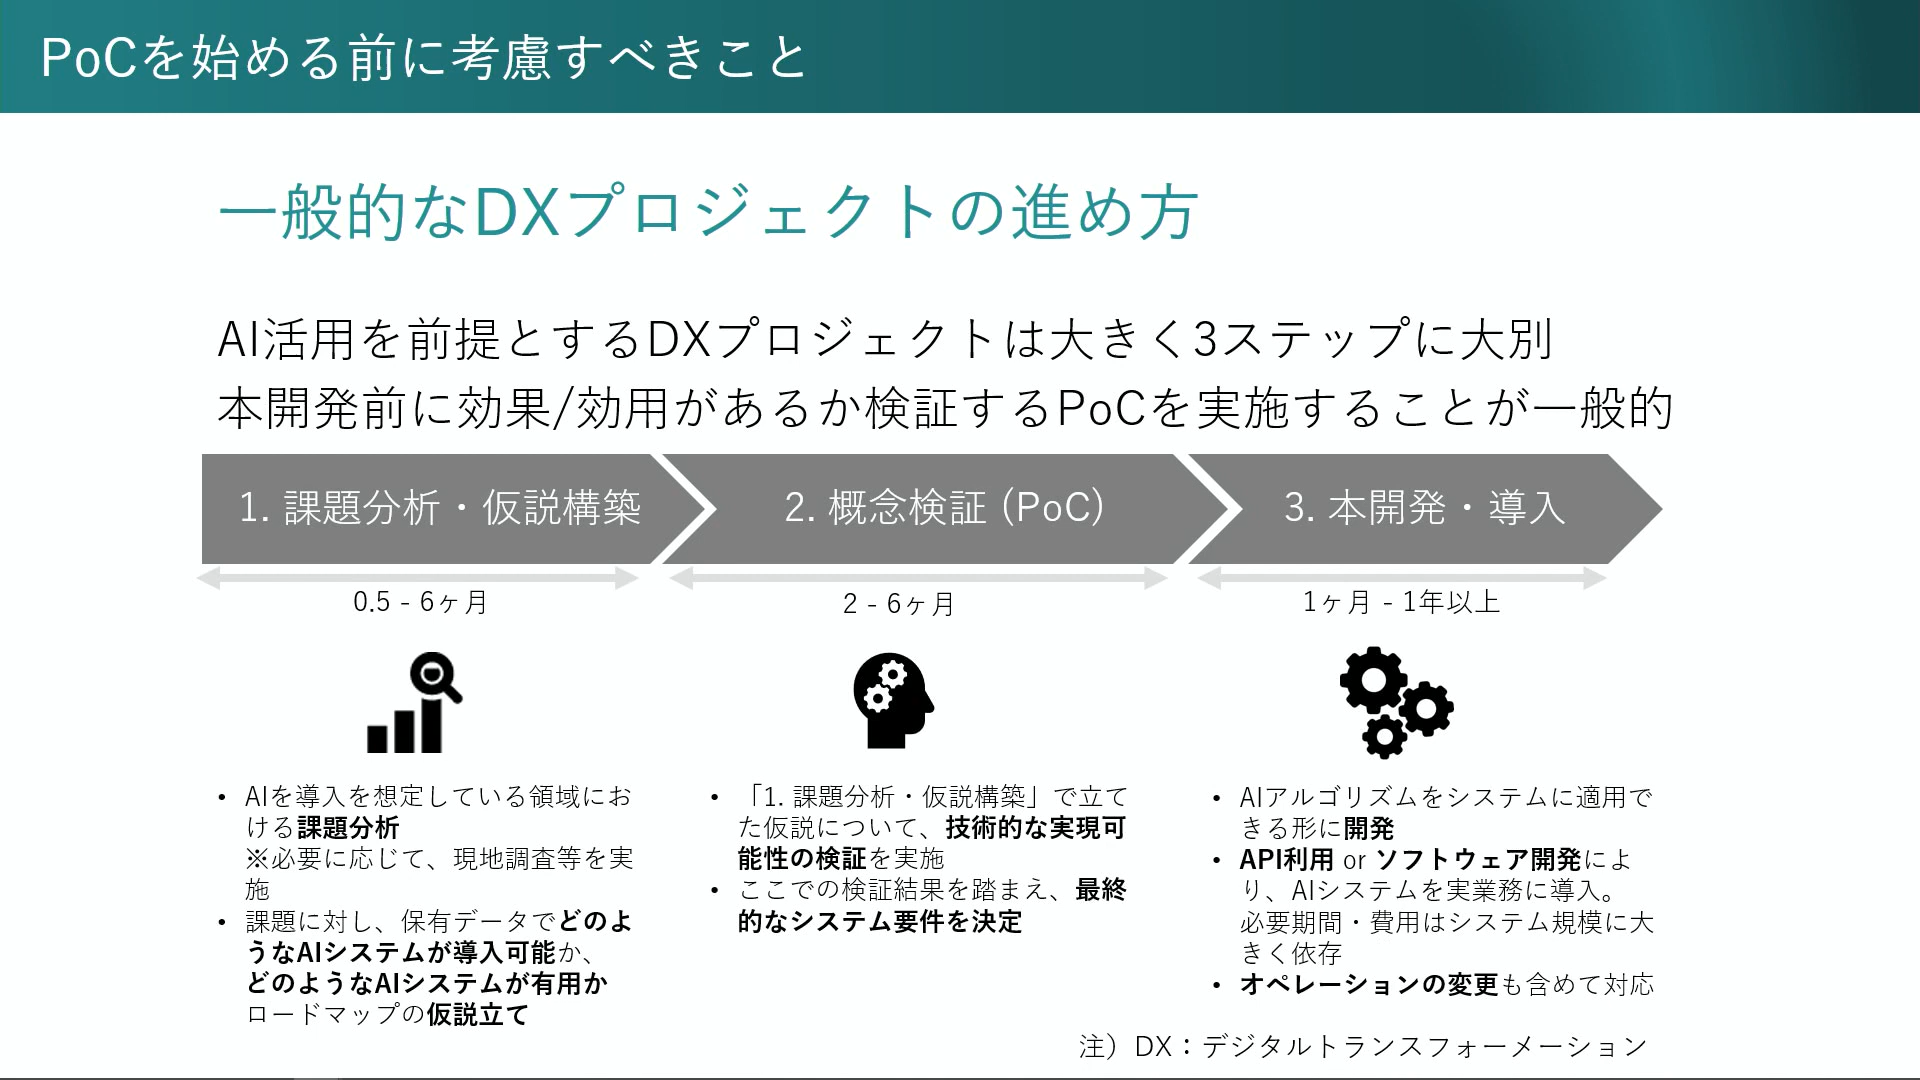 PoCを始める前に考慮すべきこと
一般的なDXプロジェクトの進め方
AI活用を前提とするDXプロジェクトは大きく3ステップに大別
本開発前に効果/効用があるか検証するPoCを実施することが一般的
1. 課題分析・仮説構築
2. 概念検証 (PoC)
3. 本開発・導入
0.5 - 6ヶ月
2 - 6ヶ月
1ヶ月 - 1年以上
• AIを導入を想定している領域にお
ける課題分析
※必要に応じて、現地調査等を実
施
• 課題に対し、保有データでどのよ
うなAIシステムが導入可能か、
どのようなAIシステムが有用か
ロードマップの仮説立て
• 「1. 課題分析・仮説構築」で立て
た仮説について、技術的な実現可
能性の検証を実施
• ここでの検証結果を踏まえ、最終
的なシステム要件を決定
• AIアルゴリズムをシステムに適用で
きる形に開発
• API利用 or ソフトウェア開発によ
り、AIシステムを実業務に導入。
必要期間・費用はシステム規模に大
きく依存
• オペレーションの変更も含めて対応
注）DX：デジタルトランスフォーメーション